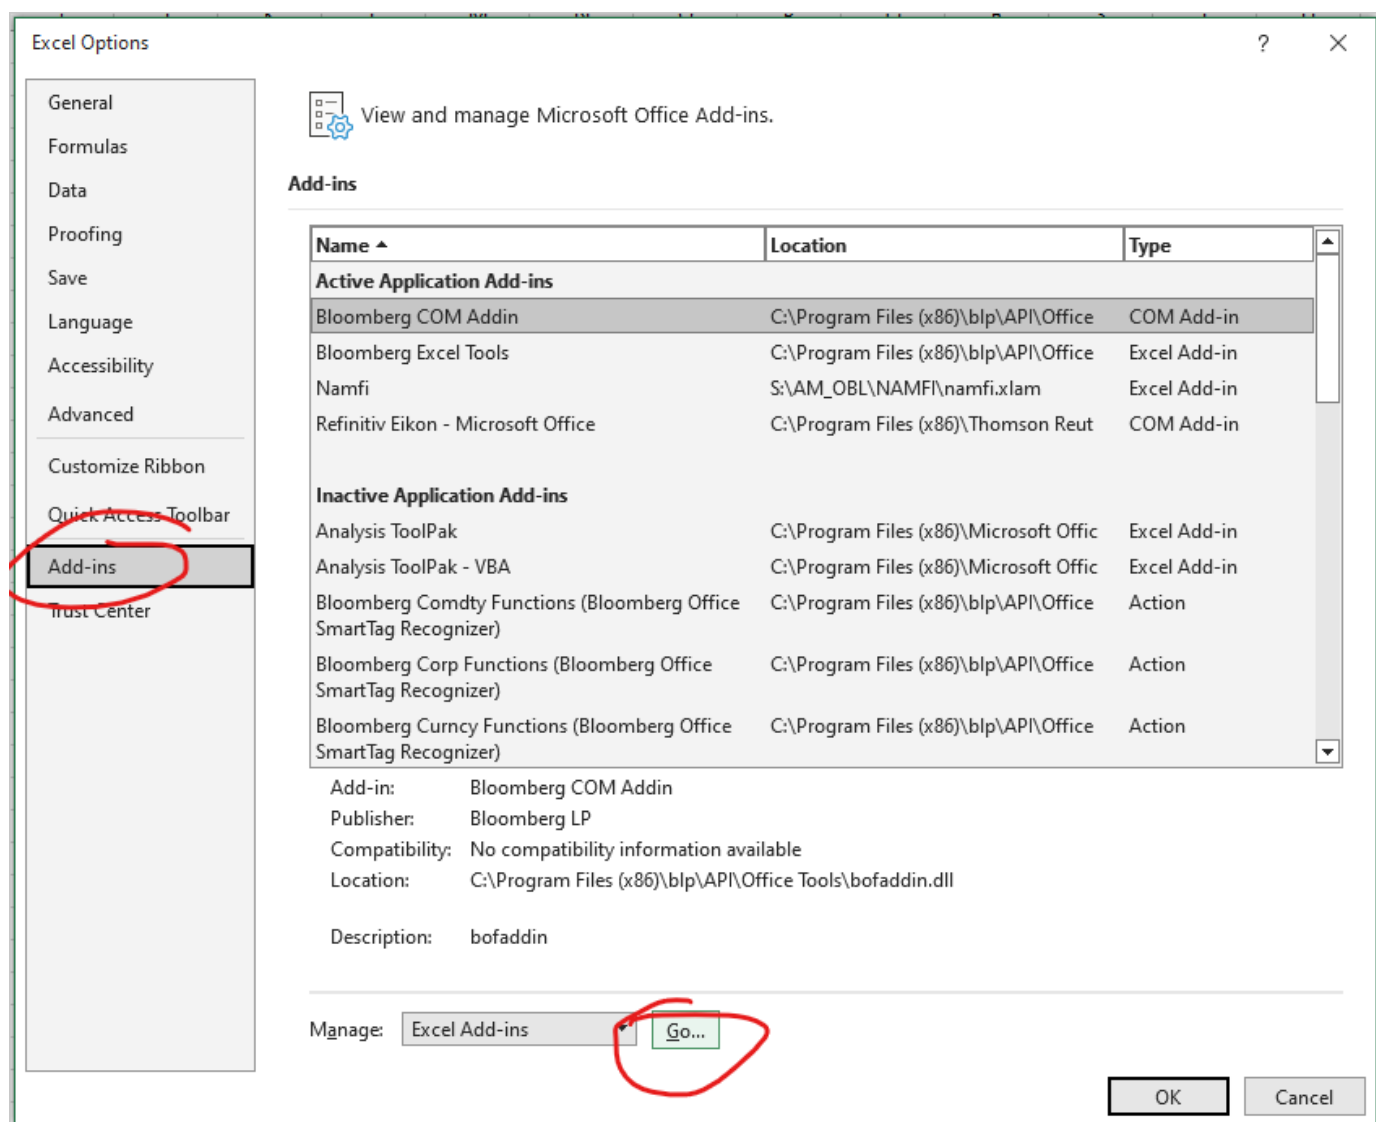 Excel Options
?
General
Formulas
Data
Proofing
Save
Language
Accessibility
Advanced
Customize Ribbon
Quick Access Toolbar
Add-ins
Trust Center
View and manage Microsoft Office Add-ins.
Add-ins
Name Location Type
Active Application Add-ins
Bloomberg COM Addin C:\Program Files (x86)\blp\API\Office COM Add-in
Bloomberg Excel Tools C:\Program Files (x86)\blp\API\Office Excel Add-in
Namfi S:\AM_OBL\NAMFI\namfi.xlam Excel Add-in
Refinitiv Eikon - Microsoft Office C:\Program Files (x86)\Thomson Reut COM Add-in
Inactive Application Add-ins
Analysis ToolPak C:\Program Files (x86)\Microsoft Offic Excel Add-in
Analysis ToolPak - VBA C:\Program Files (x86)\Microsoft Offic Excel Add-in
Bloomberg Comdty Functions (Bloomberg Office C:\Program Files (x86)\blp\API\Office Action
SmartTag Recognizer)
Bloomberg Corp Functions (Bloomberg Office C:\Program Files (x86)\blp\API\Office Action
SmartTag Recognizer)
Bloomberg Curncy Functions (Bloomberg Office C:\Program Files (x86)\blp\API\Office Action
SmartTag Recognizer)
Add-in: Bloomberg COM Addin
Publisher: Bloomberg LP
Compatibility: No compatibility information available
Location: C:\Program Files (x86)\blp\API\Office Tools\bofaddin.dll
Description: bofaddin
Manage: Excel Add-ins Go...
OK Cancel